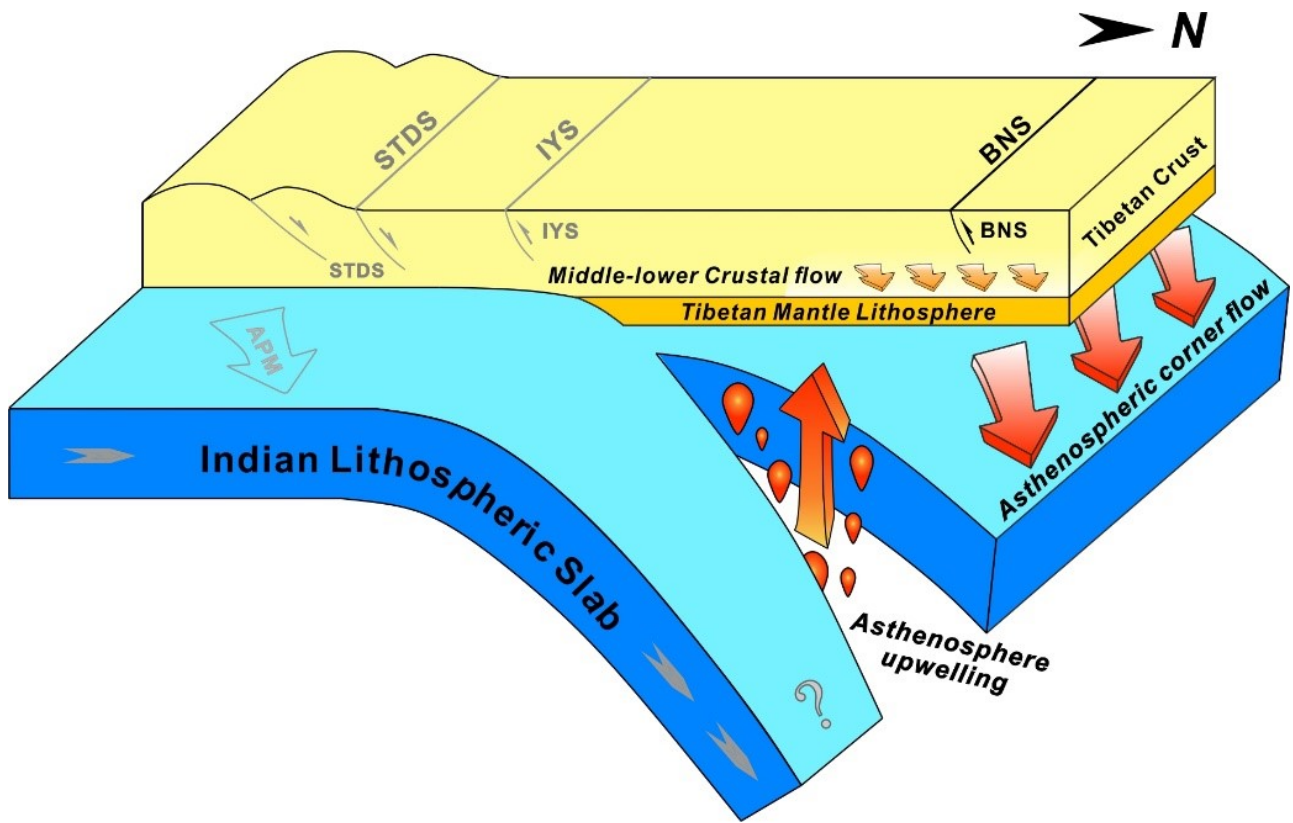 N
STDS
IYS
BNS
Tibetan Crust
IYS
BNS
STDS
Middle-lower Crustal flow
Tibetan Mantle Lithosphere
APM
Asthenospheric corner flow
Indian Lithospheric Slab
Asthenosphere
upwelling
?